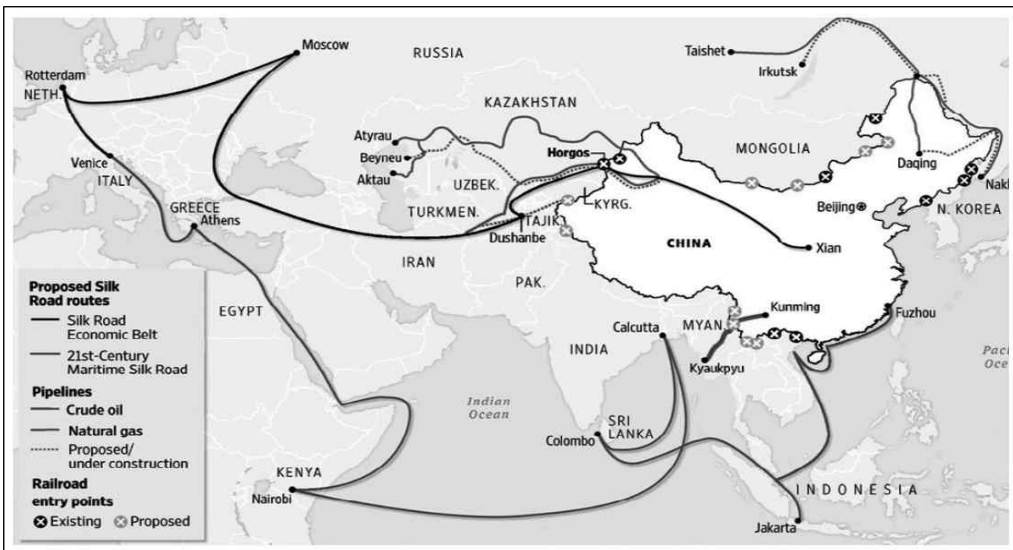 Moscow
RUSSIA
Taishet
Irkutsk
Rotterdam
NETH.
KAZAKHSTAN
Atyrau
Beyneu
Aktau
Horgos
MONGOLIA
Daqing
Nakh
Venice
ITALY
UZBEK.
GREECE
Athens
TURKMEN.
TAJIK.
KYRG.
Beijing
N. KOREA
Dushanbe
CHINA
Xian
IRAN
PAK.
EGYPT
Kunming
Fuzhou
Calcutta
MYAN.
INDIA
Kyaukpyu
Pac
Oce
Indian
Ocean
SRI
LANKA
Colombo
KENYA
Nairobi
INDONESIA
Jakarta
Proposed Silk
Road routes
Silk Road
Economic Belt
21st-Century
Maritime Silk Road
Pipelines
Crude oil
Natural gas
Proposed/
under construction
Railroad
entry points
Existing Proposed